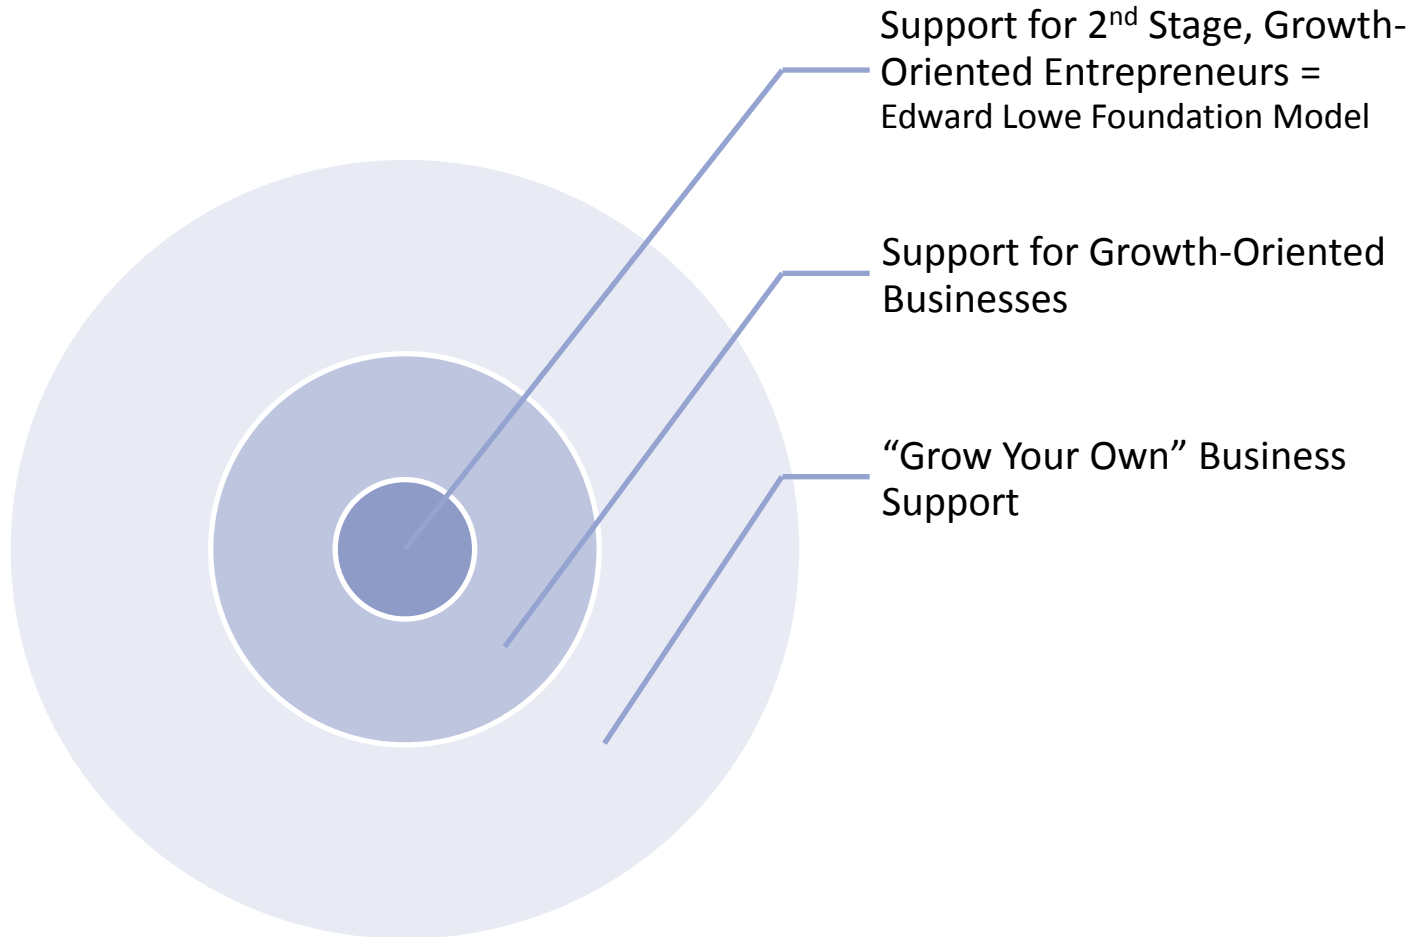 Support for 2nd Stage, Growth-
Oriented Entrepreneurs =
Edward Lowe Foundation Model
Support for Growth-Oriented
Businesses
“Grow Your Own” Business
Support